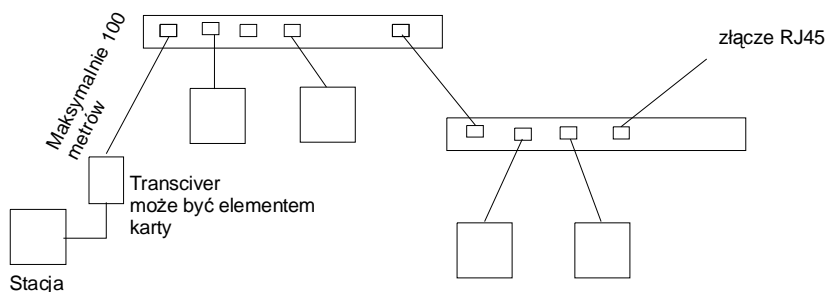 Maksymalnie 100
metrów
złącze RJ45
Transciver
może być elementem
karty
Stacja